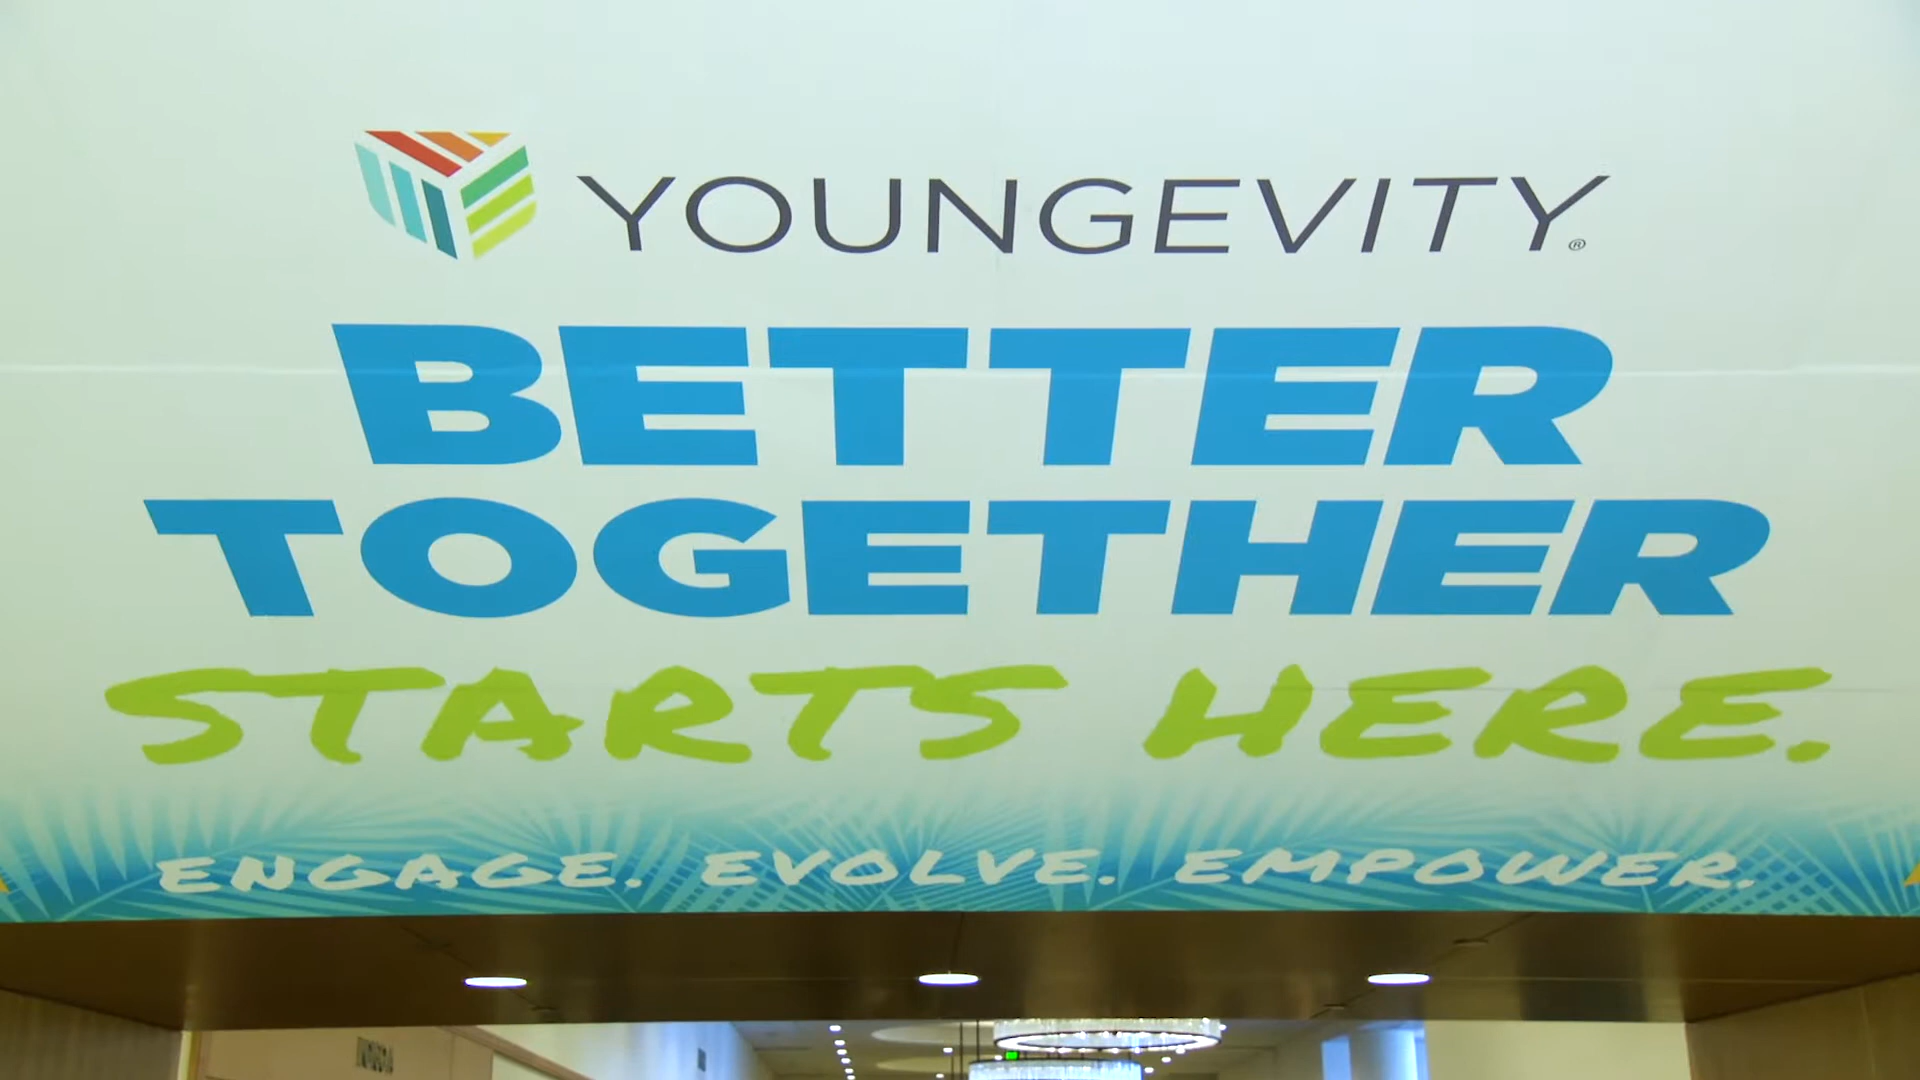 YOUNGEVITY®
BETTER
TOGETHER
STARTS HERE.
ENGAGE. EVOLVE. EMPOWER.